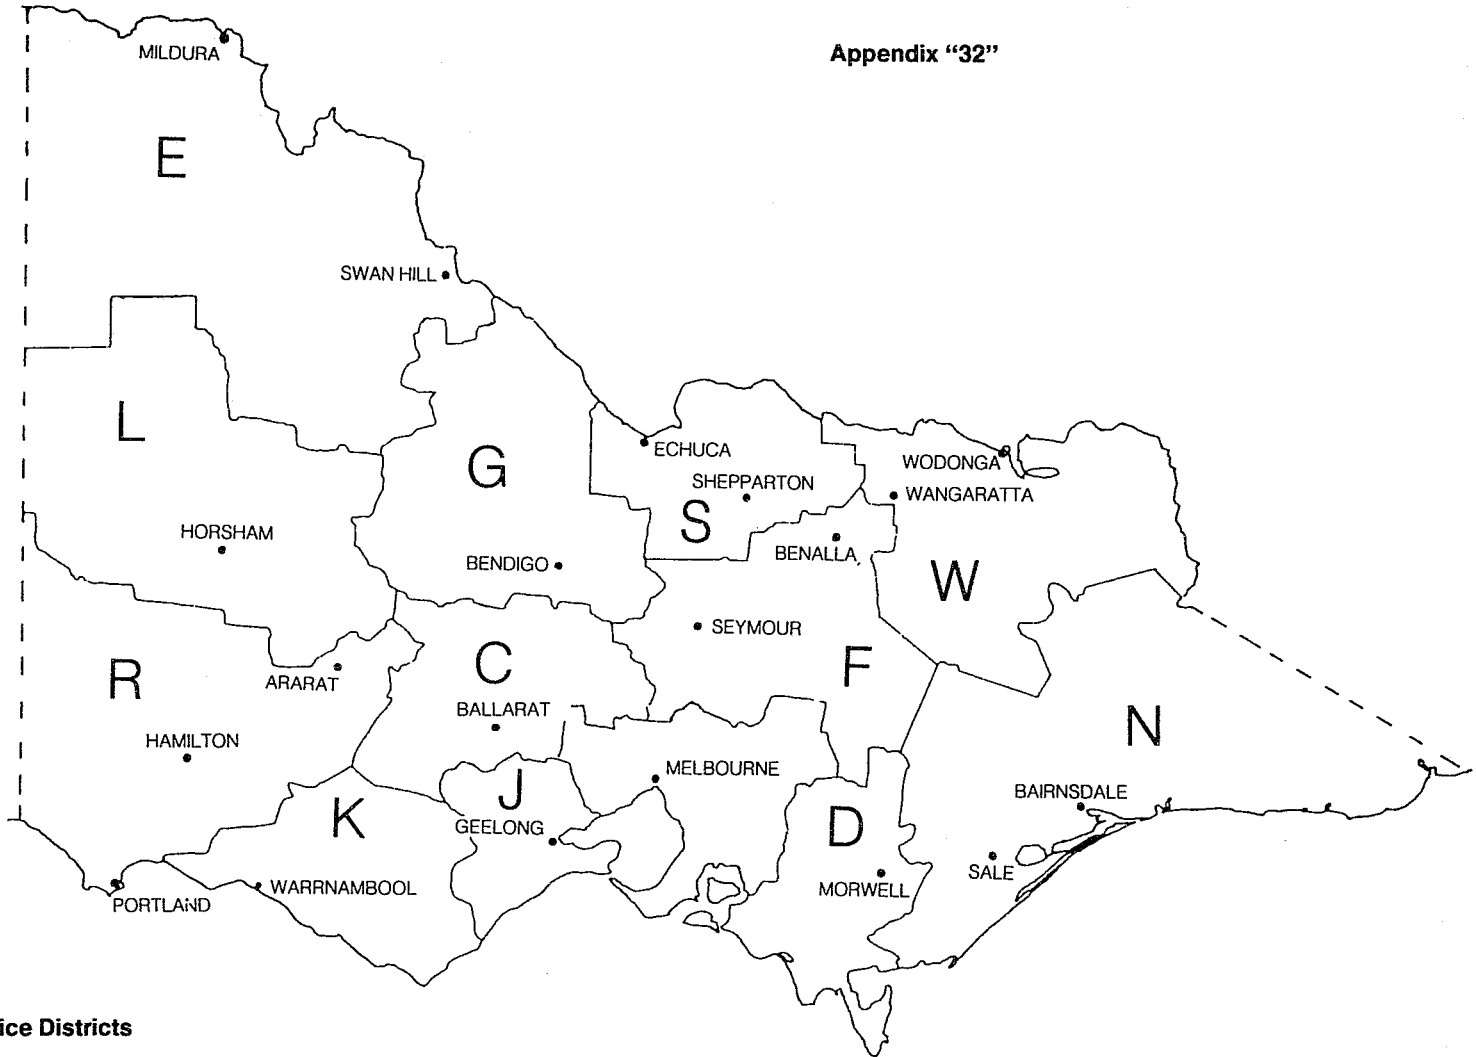 Appendix “32”
MILDURA
E
SWAN HILL
L
G
ECHUCA
WODONGA
SHEPPARTON
WANGARATTA
S
HORSHAM
BENALLA
BENDIGO
W
SEYMOUR
C
F
R
ARARAT
BALLARAT
N
HAMILTON
MELBOURNE
J
BAIRNSDALE
K
GEELONG
D
SALE
WARRNAMBOOL
MORWELL
PORTLAND
ice Districts